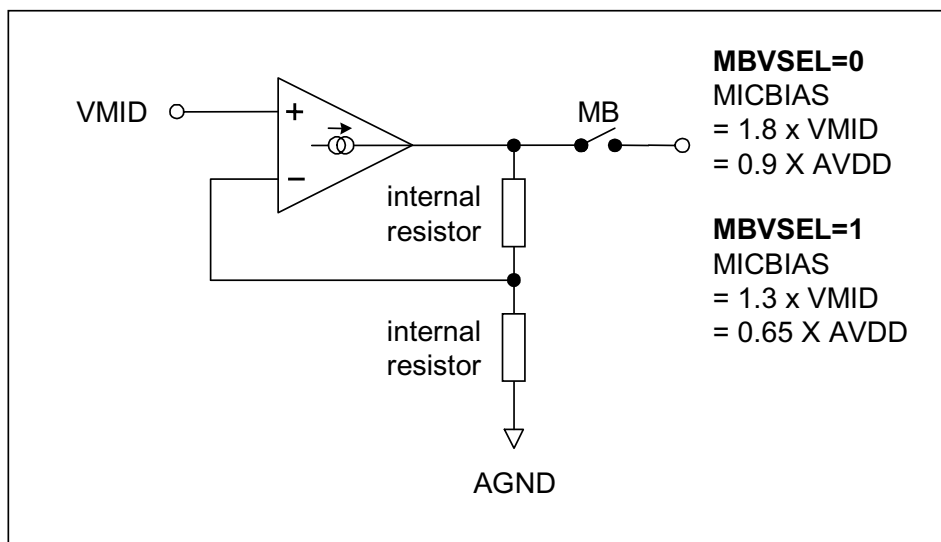 VMID
+
−
MB
internal
resistor
internal
resistor
AGND
MBVSEL=0
MICBIAS
= 1.8 x VMID
= 0.9 X AVDD
MBVSEL=1
MICBIAS
= 1.3 x VMID
= 0.65 X AVDD